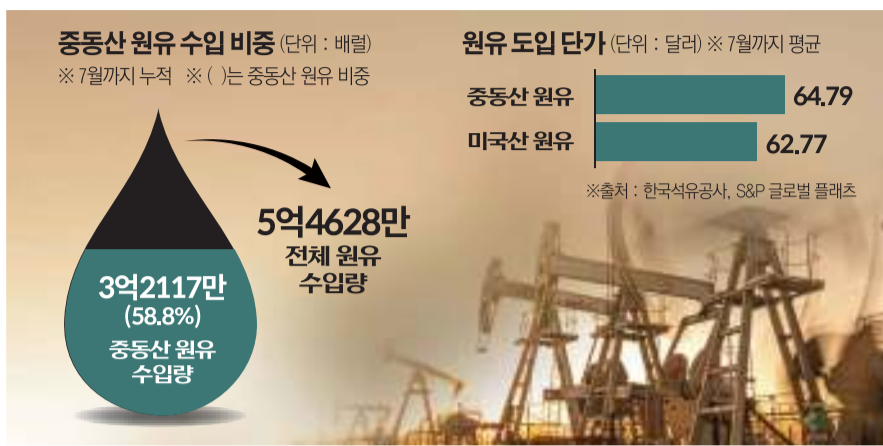 중동산 원유 수입 비중 (단위 : 배럴)
※ 7월까지 누적 ※ ( )는 중동산 원유 비중
5억4628만
전체 원유
수입량
3억2117만
(58.8%)
중동산 원유
수입량
원유 도입 단가 (단위 : 달러) ※ 7월까지 평균
중동산 원유 64.79
미국산 원유 62.77
※출처 : 한국석유공사, S&P 글로벌 플래츠